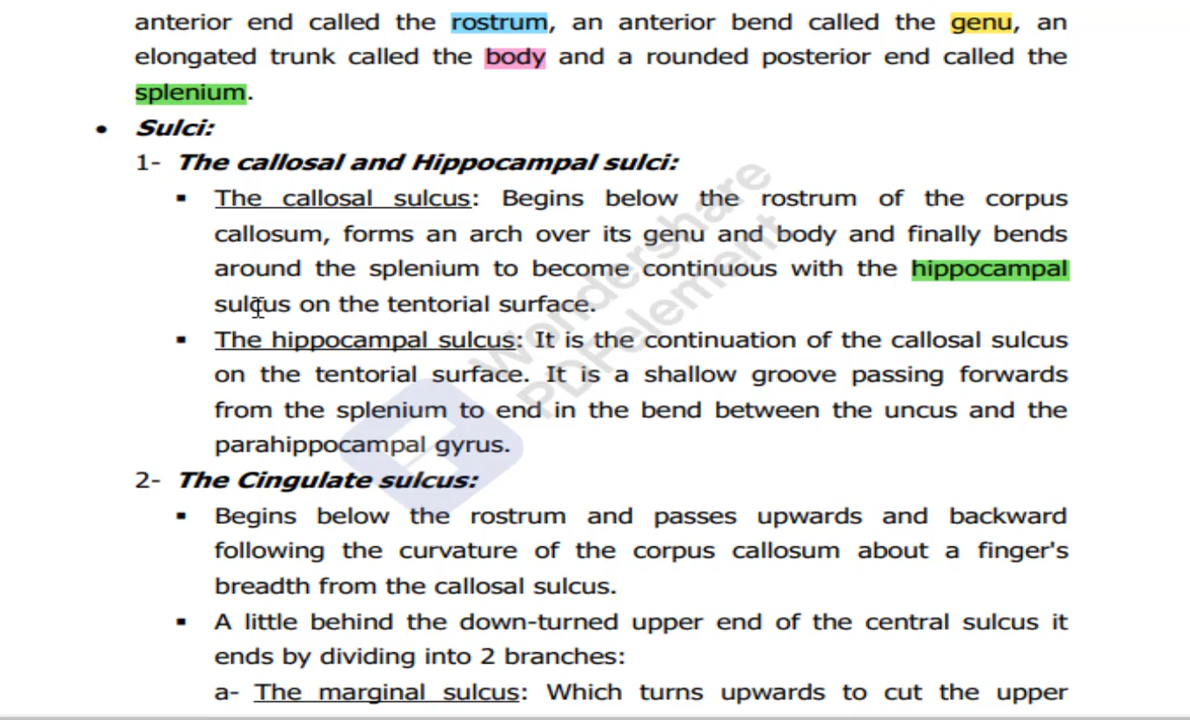 anterior end called the rostrum, an anterior bend called the genu, an
elongated trunk called the body and a rounded posterior end called the
splenium.
• Sulci:
1- The callosal and Hippocampal sulci:
▪ The callosal sulcus: Begins below the rostrum of the corpus
callosum, forms an arch over its genu and body and finally bends
around the splenium to become continuous with the hippocampal
sulcus on the tentorial surface.
▪ The hippocampal sulcus: It is the continuation of the callosal sulcus
on the tentorial surface. It is a shallow groove passing forwards
from the splenium to end in the bend between the uncus and the
parahippocampal gyrus.
2- The Cingulate sulcus:
▪ Begins below the rostrum and passes upwards and backward
following the curvature of the corpus callosum about a finger's
breadth from the callosal sulcus.
▪ A little behind the down-turned upper end of the central sulcus it
ends by dividing into 2 branches:
a- The marginal sulcus: Which turns upwards to cut the upper
Wondershare
PDFelement